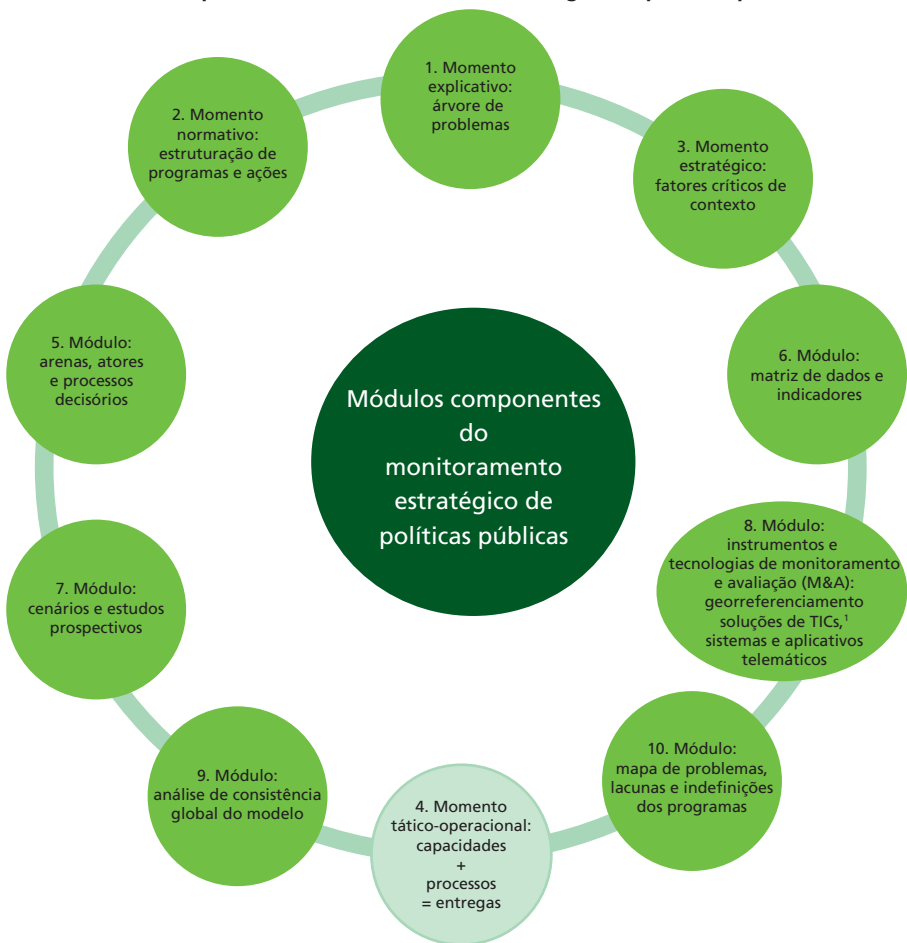 1. Momento
explicativo:
árvore de
problemas
2. Momento
normativo:
estruturação de
programas e ações
3. Momento
estratégico:
fatores críticos de
contexto
5. Módulo:
arenas, atores
e processos
decisórios
6. Módulo:
matriz de dados e
indicadores
Módulos componentes
do
monitoramento
estratégico de
políticas públicas
7. Módulo:
cenários e estudos
prospectivos
8. Módulo:
instrumentos e
tecnologias de monitoramento
e avaliação (M&A):
georreferenciamento
soluções de TICs,¹
sistemas e aplicativos
telemáticos
9. Módulo:
análise de consistência
global do modelo
10. Módulo:
mapa de problemas,
lacunas e indefinições
dos programas
4. Momento
tático-operacional:
capacidades
+
processos
= entregas